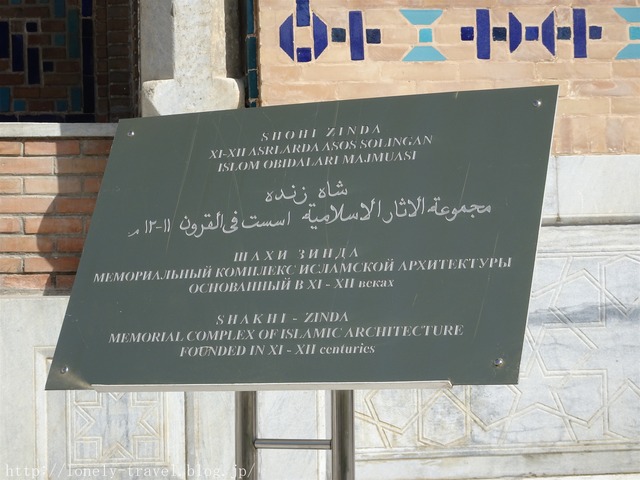 SHOHI ZINDA
XI-XII ASRLARDA ASOS SOLINGAN
ISLOM OBIDALARI MAJMUASI
شاه زنده
مجموعة الاثار الاسلامية اسست فى القرون ١١-١٢ م
ШАХИ ЗИНДА
МЕМОРИАЛЬНЫЙ КОМПЛЕКС ИСЛАМСКОЙ АРХИТЕКТУРЫ
ОСНОВАННЫЙ В XI - XII веках
SHAKHI - ZINDA
MEMORIAL COMPLEX OF ISLAMIC ARCHITECTURE
FOUNDED IN XI - XII centuries
http://lonely-travel.blog.jp/